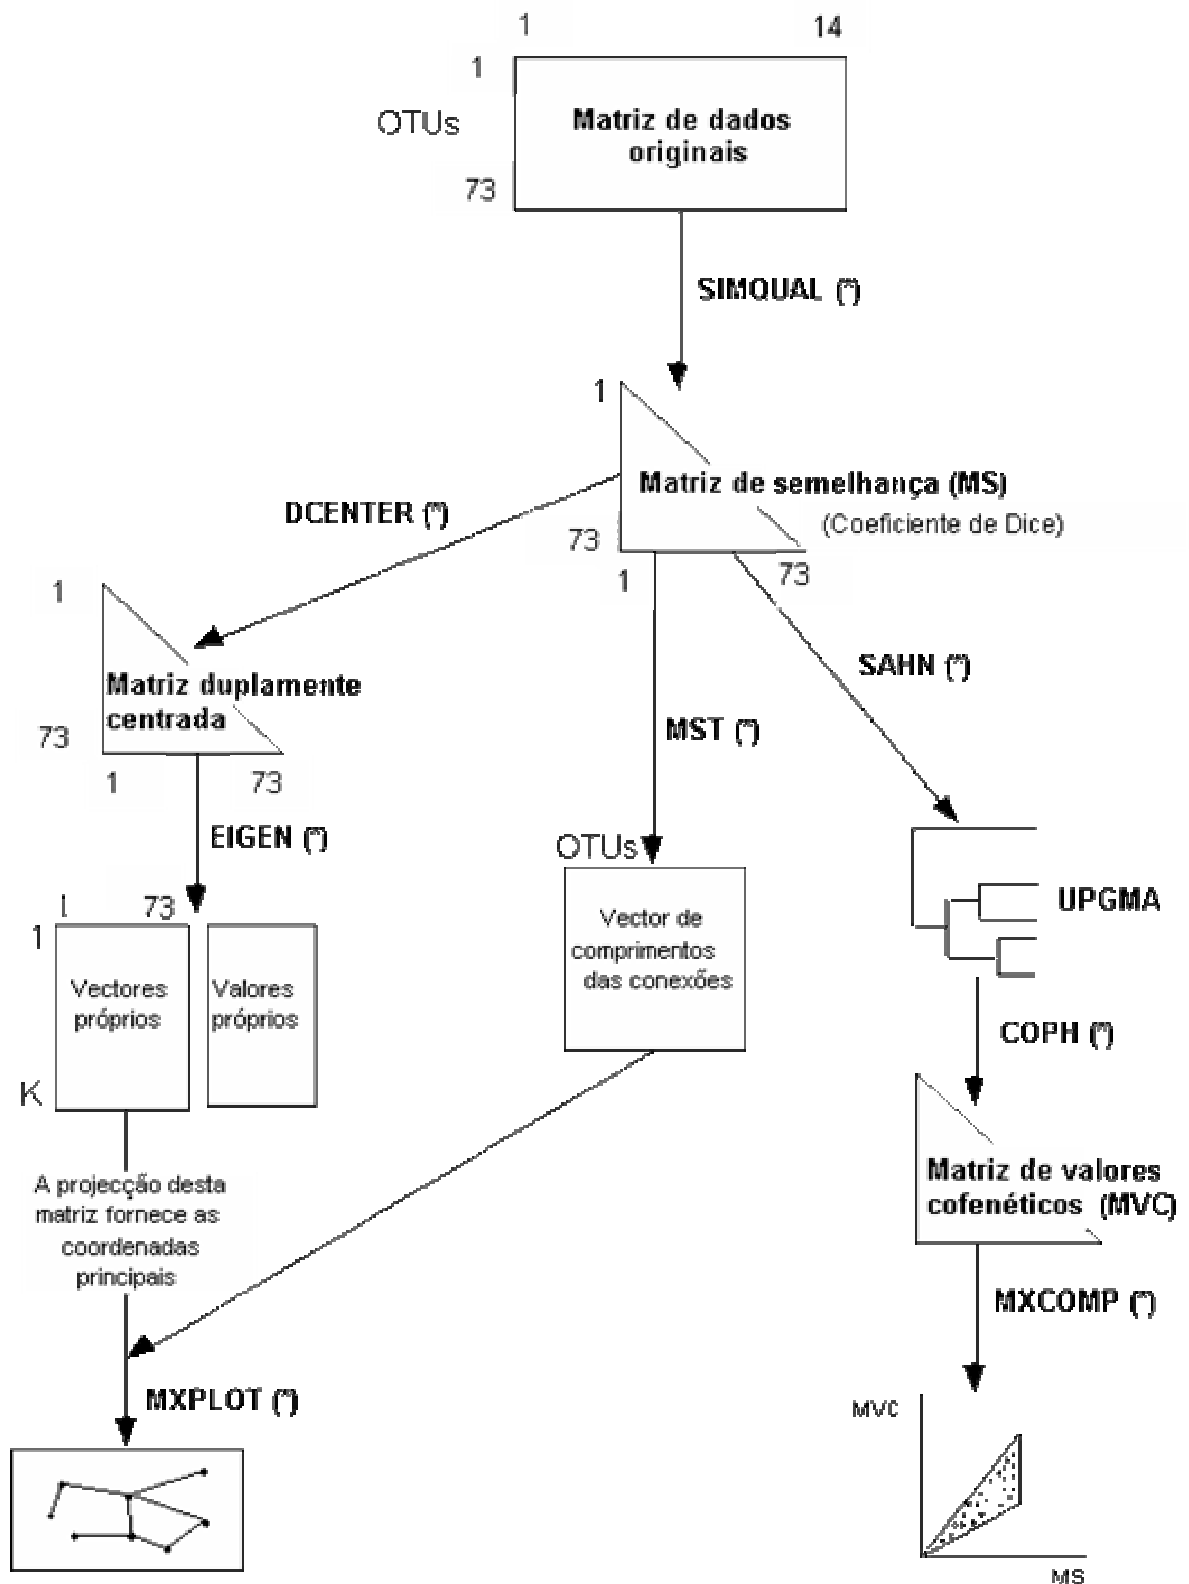 1 14
1
OTUs
73
Matriz de dados
originais
SIMQUAL (*)
1
Matriz de semelhança (MS)
(Coeficiente de Dice)
73
1 73
DCENTER (*)
1
Matriz duplamente
centrada
73
1 73
MST (*)
SAHN (*)
EIGEN (*)
1 73
1
Vectores
próprios
K
Valores
próprios
OTUs
Vector de
comprimentos
das conexões
UPGMA
COPH (*)
A projecção desta
matriz fornece as
coordenadas
principais
Matriz de valores
cofenéticos (MVC)
MXCOMP (*)
MXPLOT (*)
MVC
MS